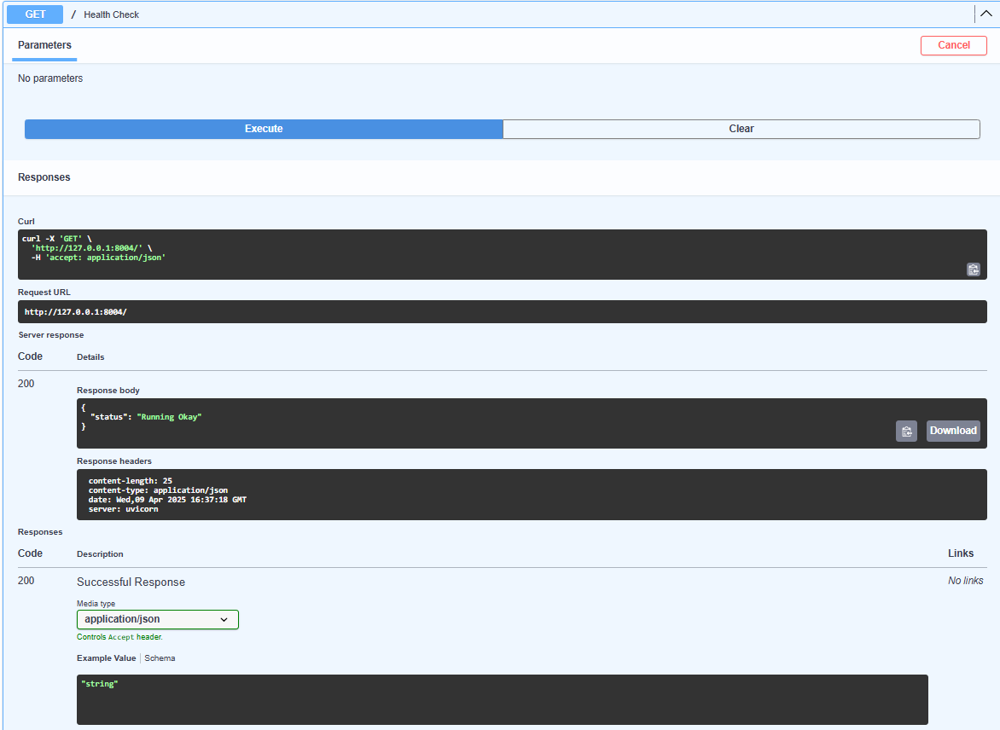 GET / Health Check
Parameters
Cancel
No parameters
Execute
Clear
Responses
Curl
curl -X 'GET' \
  'http://127.0.0.1:8004/' \
  -H 'accept: application/json'
Request URL
http://127.0.0.1:8004/
Server response
Code Details
200
Response body
{
  "status": "Running Okay"
}
Download
Response headers
content-length: 25
content-type: application/json
date: Wed,09 Apr 2025 16:37:18 GMT
server: uvicorn
Responses
Code Description Links
200 Successful Response No links
Media type
application/json
Controls Accept header.
Example Value Schema
"string"